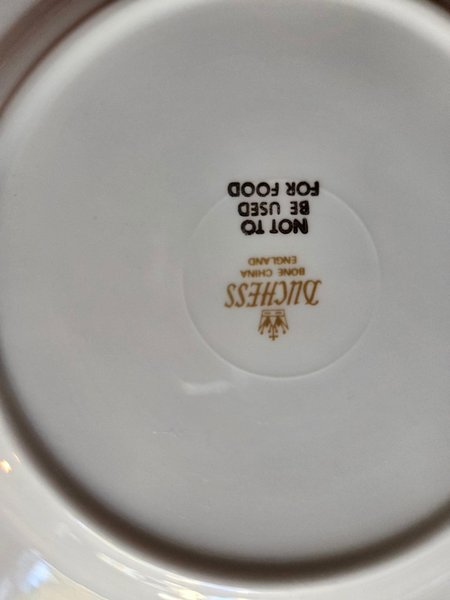 DUCHESS
BONE CHINA
ENGLAND
NOT TO
BE USED
FOR FOOD